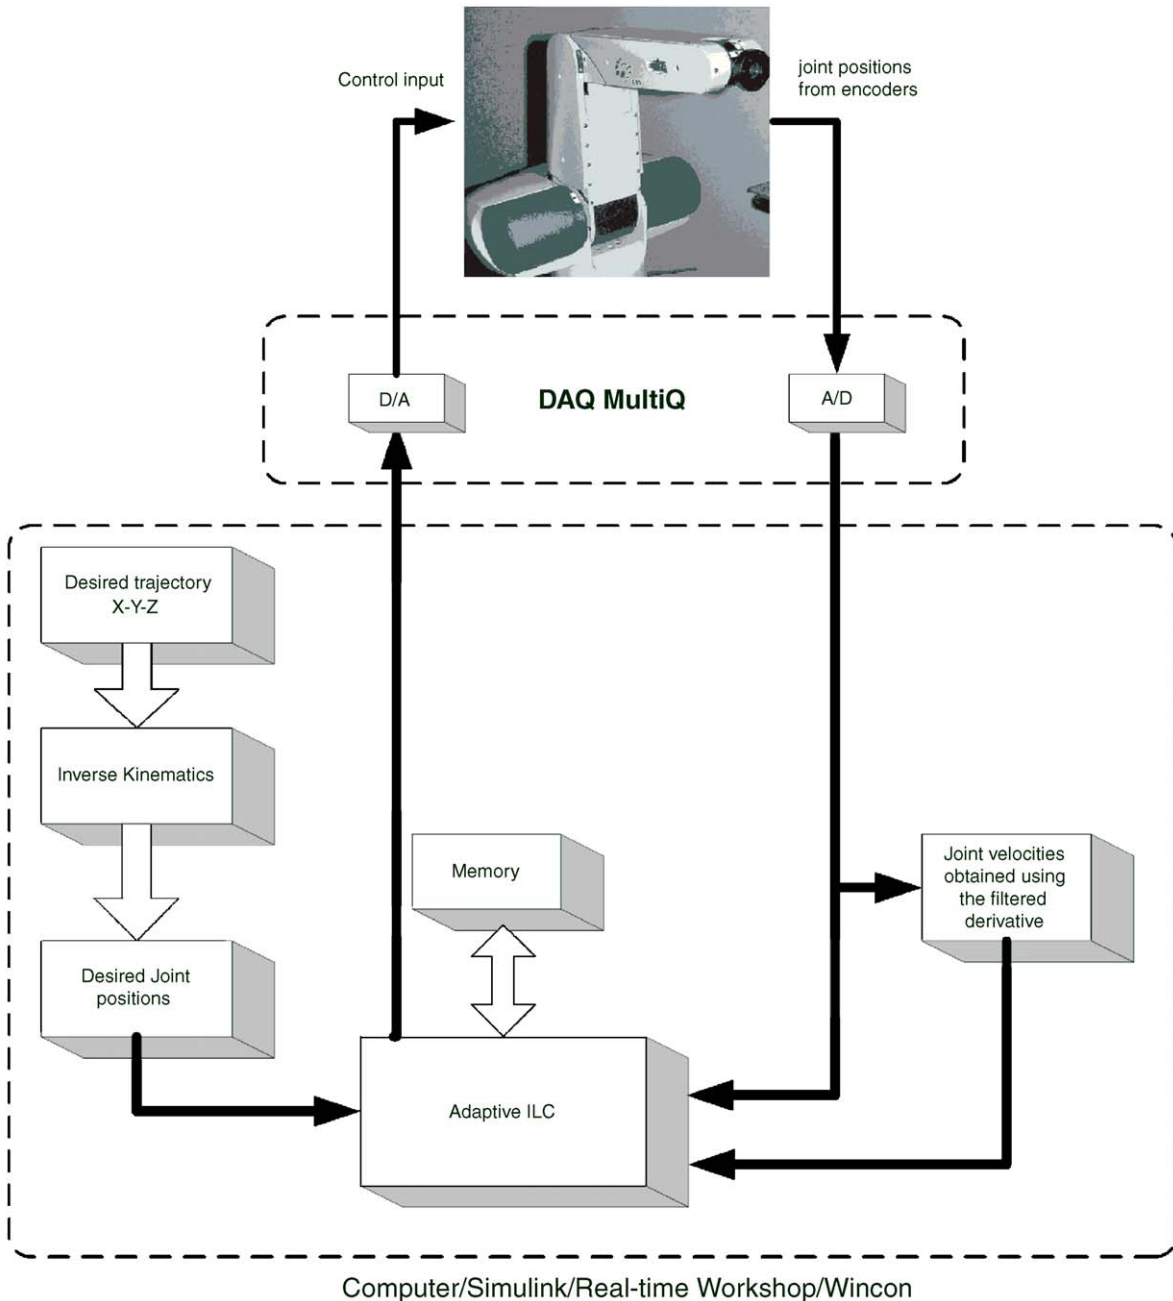 Control input
joint positions
from encoders
D/A
DAQ MultiQ
A/D
Desired trajectory
X-Y-Z
Inverse Kinematics
Memory
Joint velocities
obtained using
the filtered
derivative
Desired Joint
positions
Adaptive ILC
Computer/Simulink/Real-time Workshop/Wincon